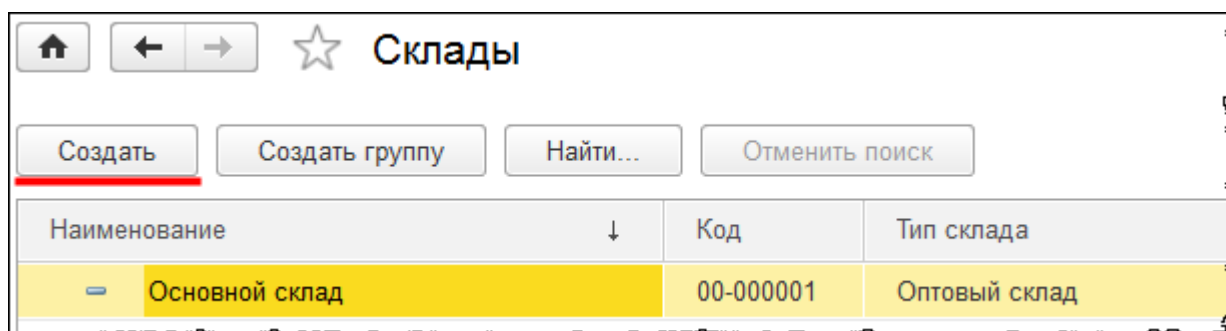 Склады
Создать Создать группу Найти... Отменить поиск
Наименование ↓ Код Тип склада
Основной склад 00-000001 Оптовый склад